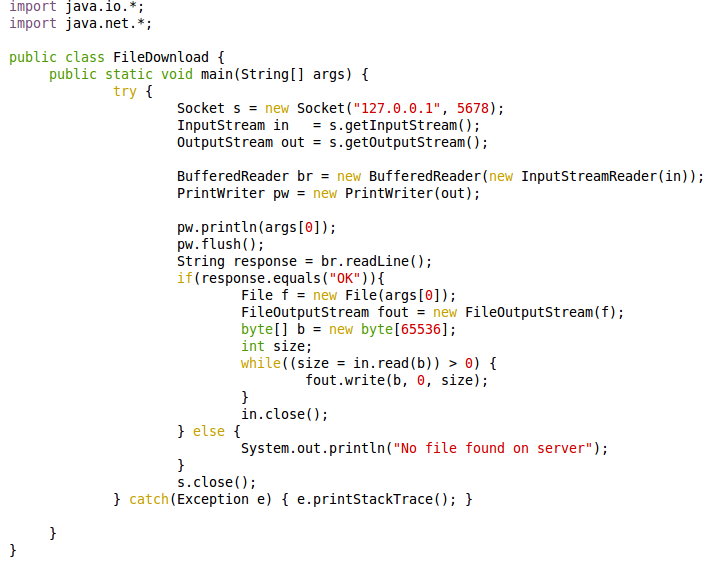 import java.io.*;
import java.net.*;

public class FileDownload {
     public static void main(String[] args) {
             try {
                     Socket s = new Socket("127.0.0.1", 5678);
                     InputStream in   = s.getInputStream();
                     OutputStream out = s.getOutputStream();

                     BufferedReader br = new BufferedReader(new InputStreamReader(in));
                     PrintWriter pw = new PrintWriter(out);

                     pw.println(args[0]);
                     pw.flush();
                     String response = br.readLine();
                     if(response.equals("OK")){
                             File f = new File(args[0]);
                             FileOutputStream fout = new FileOutputStream(f);
                             byte[] b = new byte[65536];
                             int size;
                             while((size = in.read(b)) > 0) {
                                     fout.write(b, 0, size);
                             }
                             in.close();
                     } else {
                             System.out.println("No file found on server");
                     }
                     s.close();
             } catch(Exception e) { e.printStackTrace(); }

     }
}